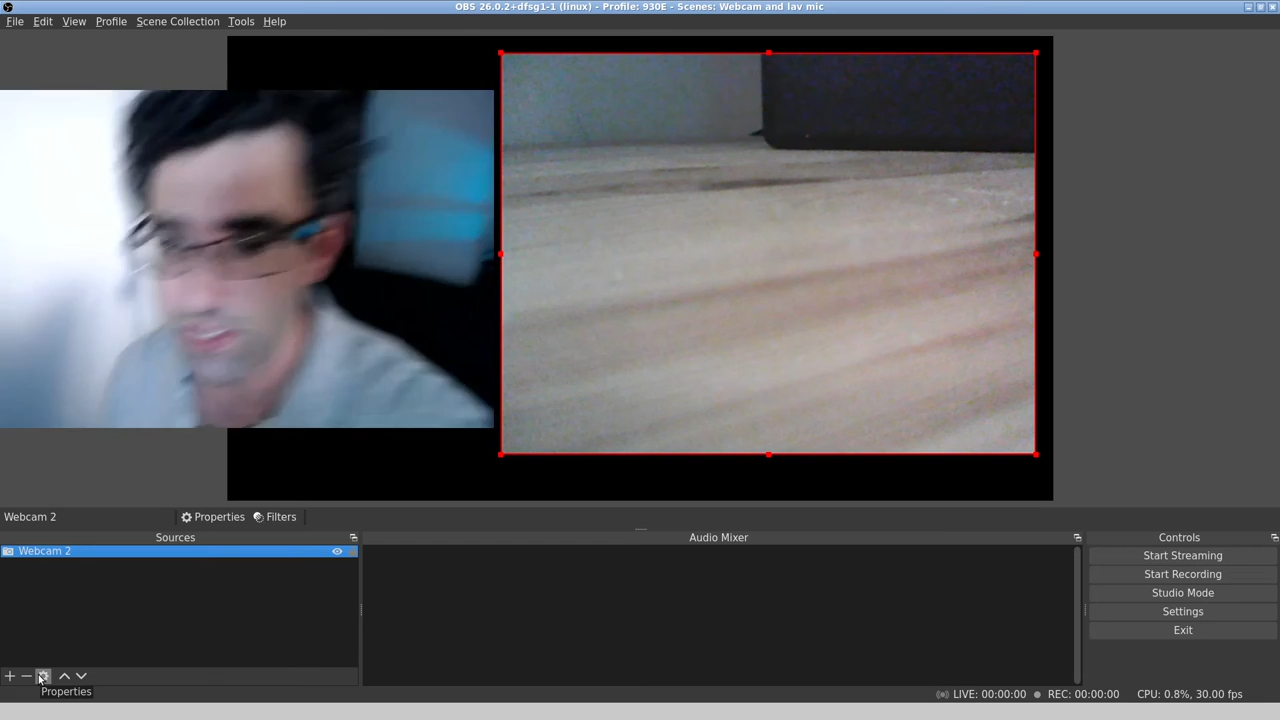 OBS 26.0.2+dfsg1-1 (linux) - Profile: 930E - Scenes: Webcam and lav mic
File Edit View Profile Scene Collection Tools Help
Webcam 2 Properties Filters
Sources Audio Mixer Controls
Webcam 2
Start Streaming
Start Recording
Studio Mode
Settings
Exit
Properties
LIVE: 00:00:00 REC: 00:00:00 CPU: 0.8%, 30.00 fps